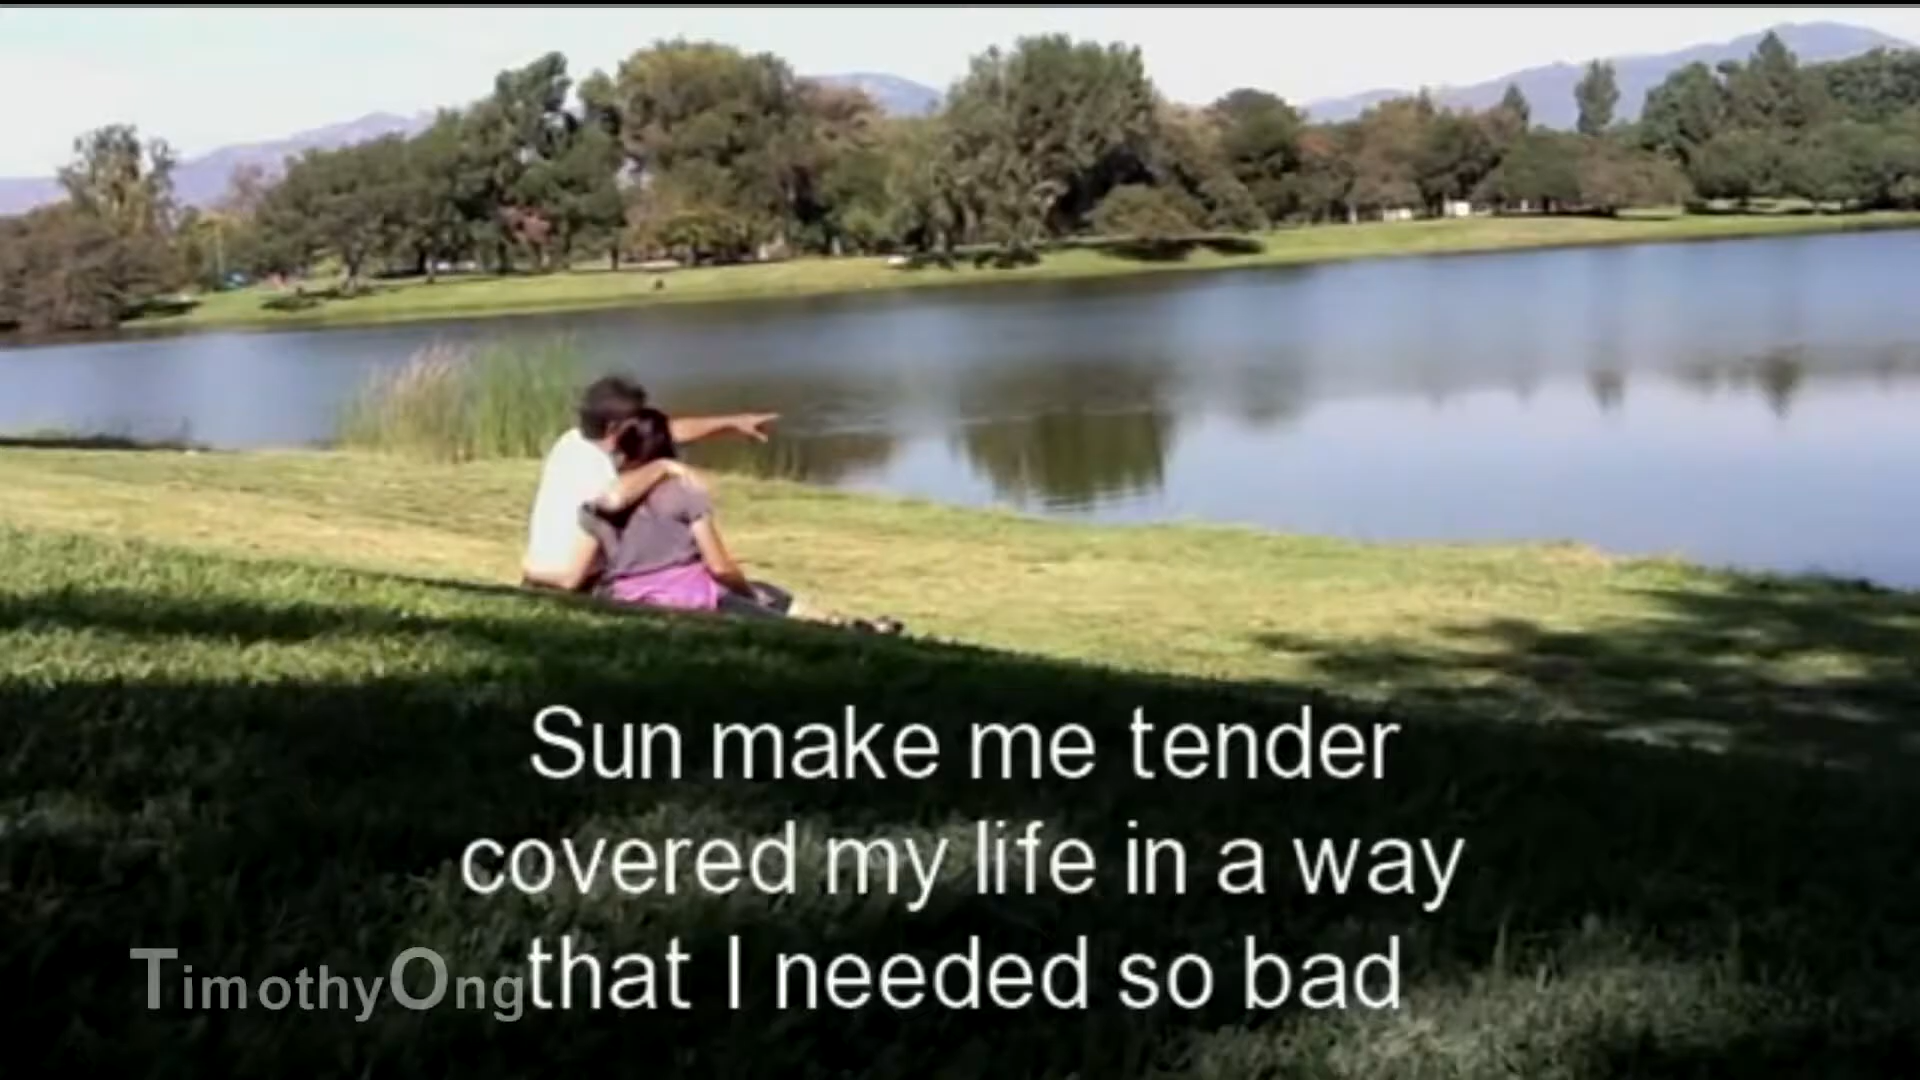 Sun make me tender
covered my life in a way
that I needed so bad
TimothyOng